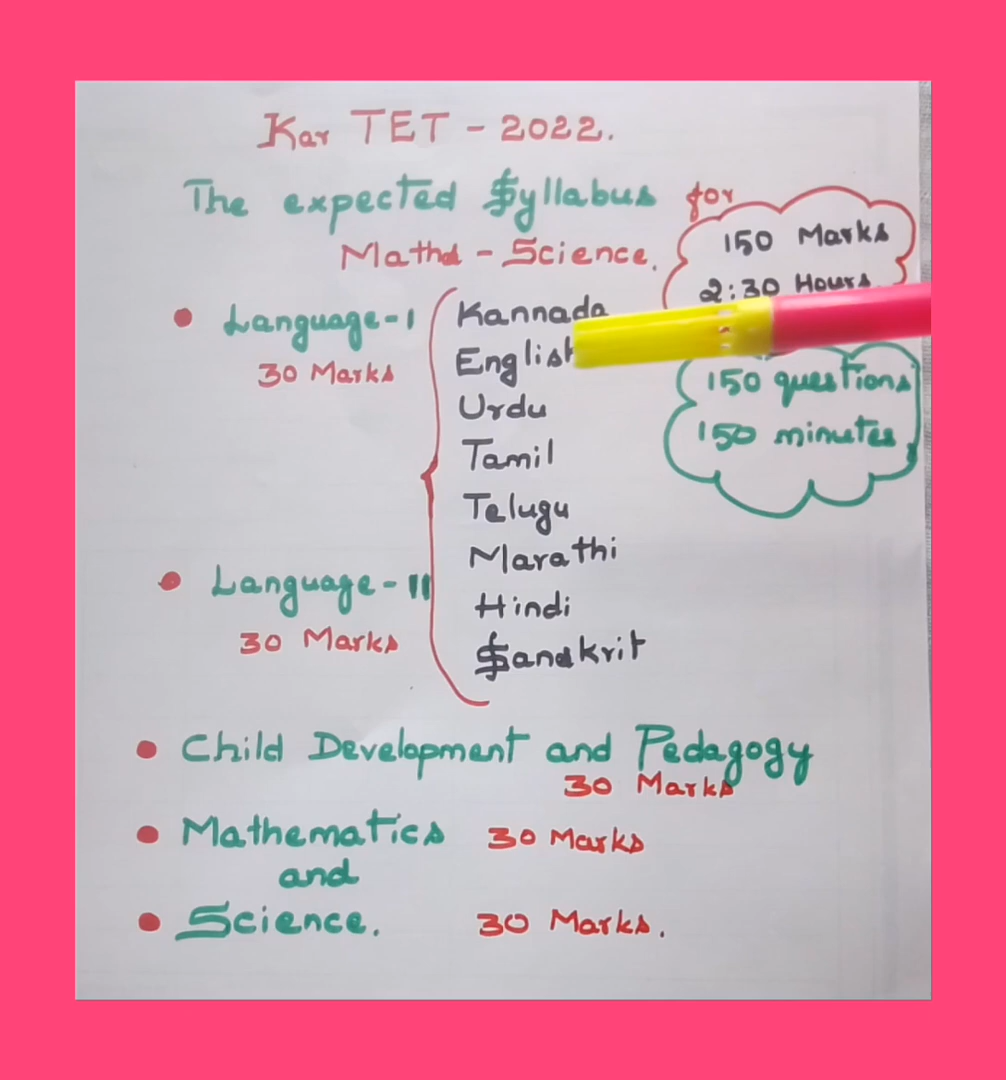 Kar TET - 2022.
The expected Syllabus for
Maths - Science.
150 Marks
2:30 Hours
150 questions
150 minutes
• Language - I
30 Marks
Kannada
English
Urdu
Tamil
Telugu
Marathi
Hindi
Sanskrit
• Language - II
30 Marks
• Child Development and Pedagogy
30 Marks
• Mathematics 30 Marks
and
• Science. 30 Marks.